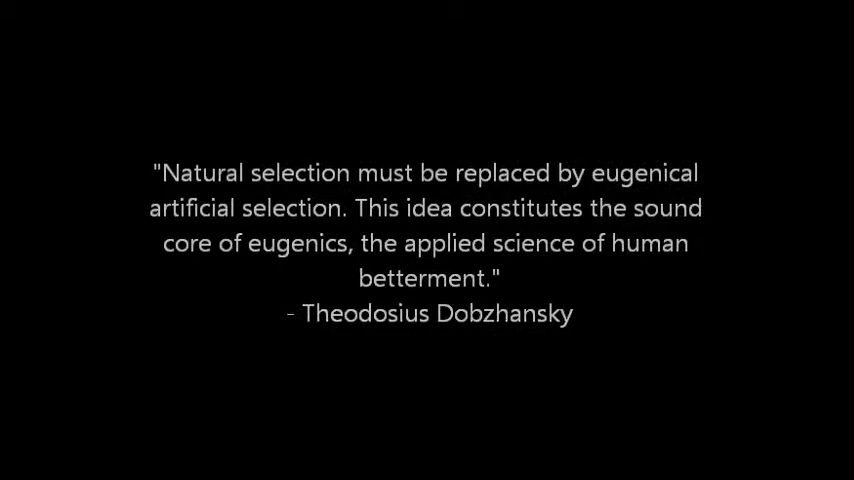 "Natural selection must be replaced by eugenical
artificial selection. This idea constitutes the sound
core of eugenics, the applied science of human
betterment."
- Theodosius Dobzhansky